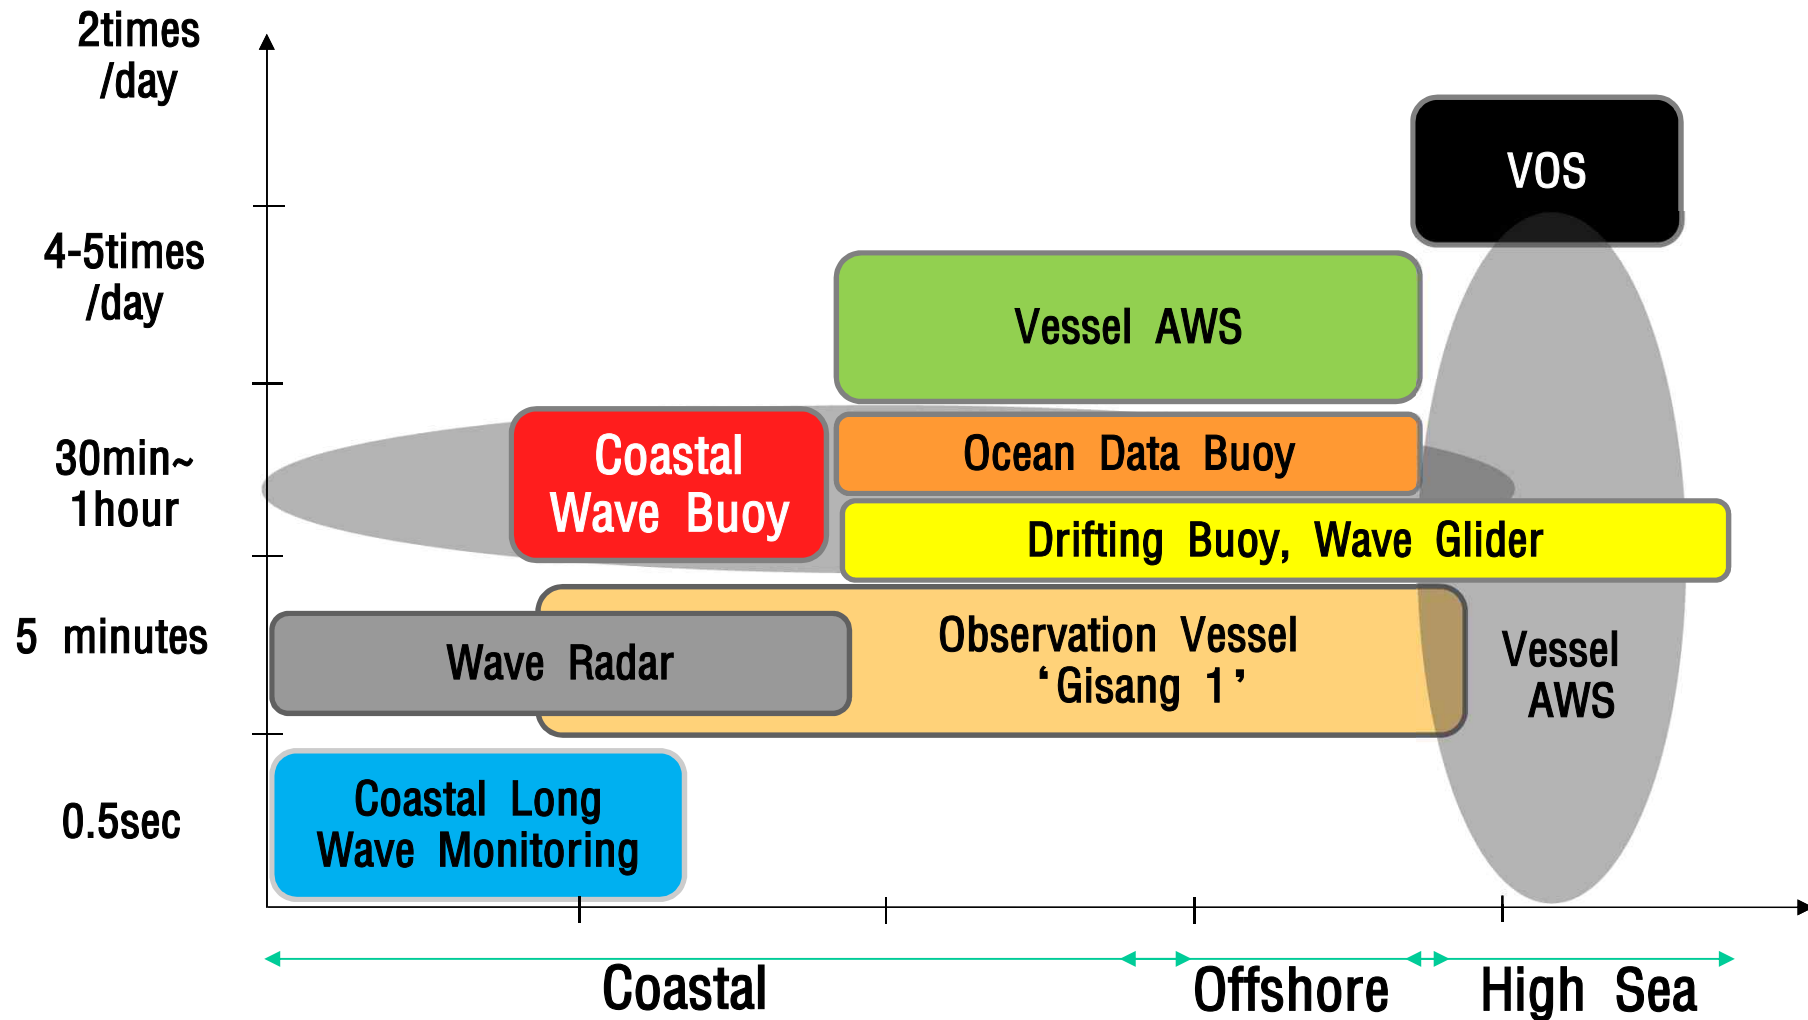 2times
/day
VOS
4-5times
/day
Vessel AWS
30min~
1hour
Coastal
Wave Buoy
Ocean Data Buoy
Drifting Buoy, Wave Glider
5 minutes
Wave Radar
Observation Vessel
‘Gisang 1’
Vessel
AWS
0.5sec
Coastal Long
Wave Monitoring
Coastal
Offshore
High Sea